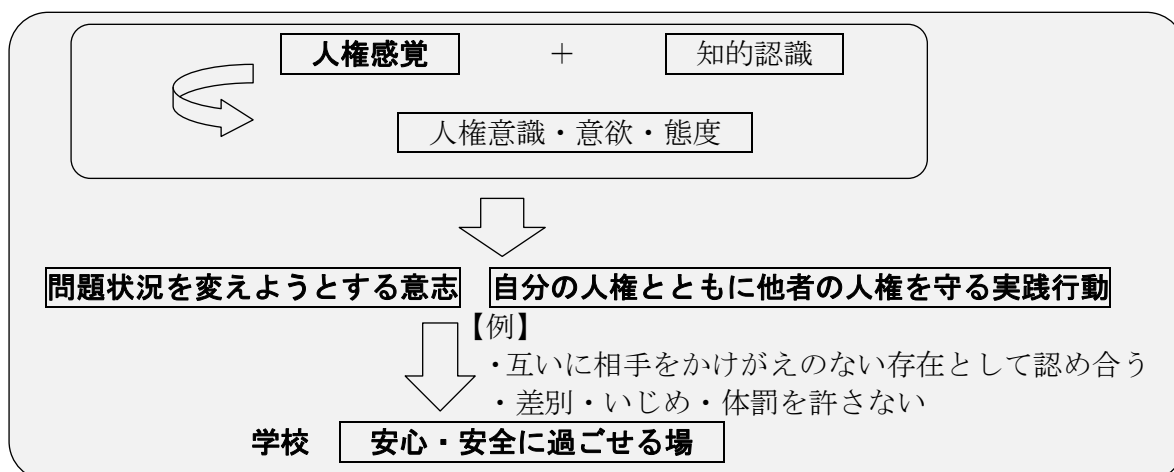 人権感覚 ＋ 知的認識
人権意識・意欲・態度
問題状況を変えようとする意志 自分の人権とともに他者の人権を守る実践行動
【例】
・互いに相手をかけがえのない存在として認め合う
・差別・いじめ・体罰を許さない
学校 安心・安全に過ごせる場